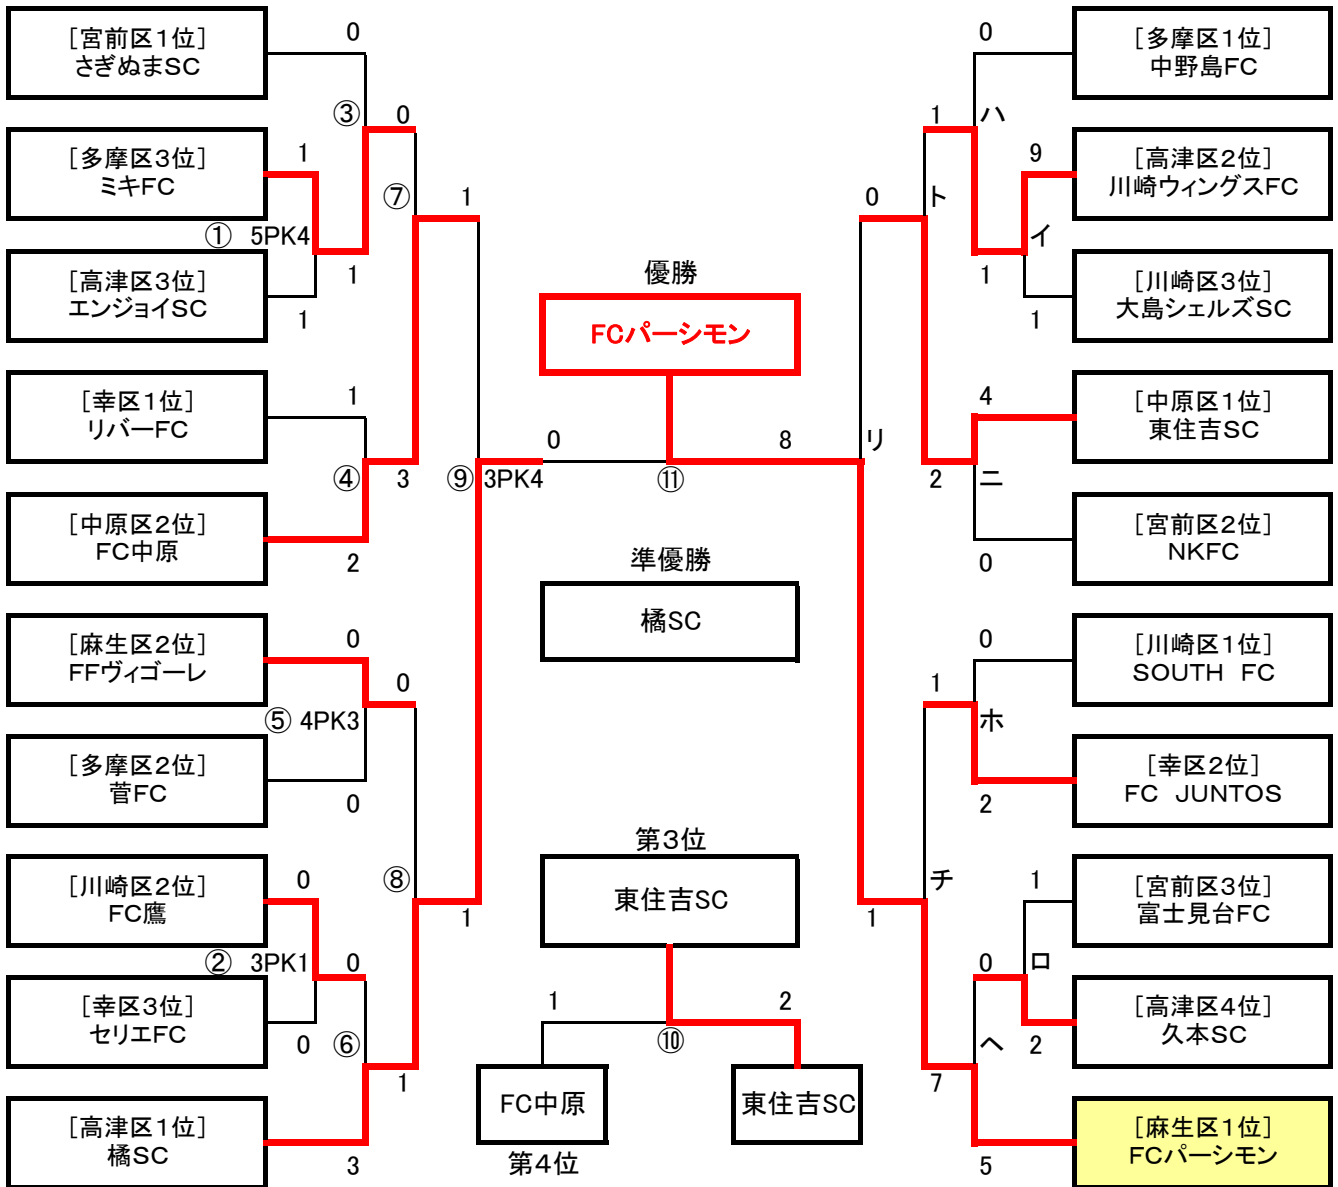 [宮前区1位]
さぎぬまSC
0
③
0
[多摩区3位]
ミキFC
1
① 5PK4
[高津区3位]
エンジョイSC
1
1
⑦
1
[幸区1位]
リバーFC
1
④
3
[中原区2位]
FC中原
2
⑨ 3PK4
0
[麻生区2位]
FFヴィゴーレ
0
⑤ 4PK3
0
[多摩区2位]
菅FC
0
⑧
1
[川崎区2位]
FC鷹
0
② 3PK1
0
[幸区3位]
セリエFC
0
⑥
1
[高津区1位]
橘SC
3
優勝
FCパーシモン
8
⑪
準優勝
橘SC
第3位
東住吉SC
1
2
⑩
FC中原
東住吉SC
第4位
0
[多摩区1位]
中野島FC
1
ハ
9
[高津区2位]
川崎ウィングスFC
0
ト
イ
1
1
[川崎区3位]
大島シェルズSC
4
[中原区1位]
東住吉SC
リ
2
ニ
0
[宮前区2位]
NKFC
0
[川崎区1位]
SOUTH FC
1
ホ
2
[幸区2位]
FC JUNTOS
チ
1
1
[宮前区3位]
富士見台FC
0
ロ
2
[高津区4位]
久本SC
ヘ
7
5
[麻生区1位]
FCパーシモン